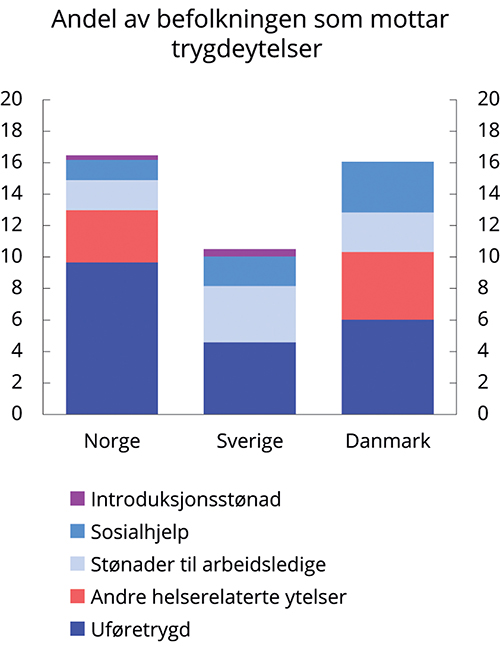 Andel av befolkningen som mottar
trygdeytelser
20 20
18 18
16 16
14 14
12 12
10 10
8 8
6 6
4 4
2 2
0 0
Norge Sverige Danmark
Introduksjonsstønad
Sosialhjelp
Stønader til arbeidsledige
Andre helserelaterte ytelser
Uføretrygd